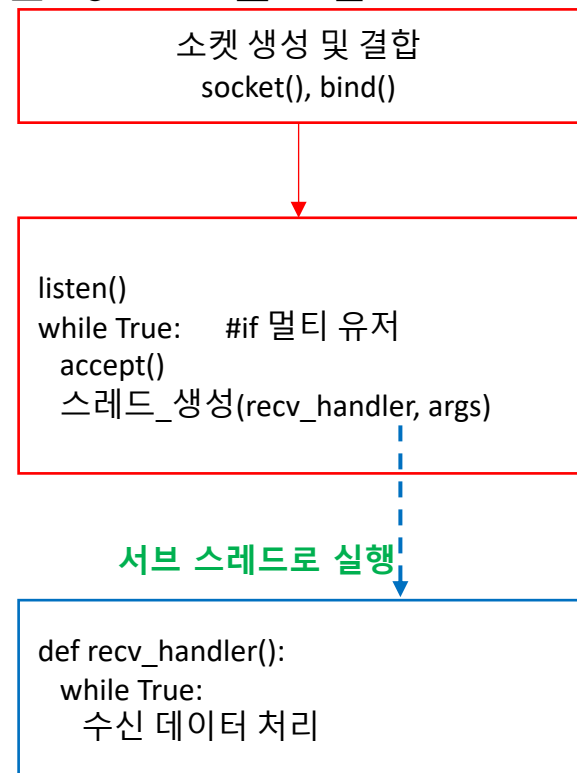 소켓 생성 및 결합
socket(), bind()
listen()
while True: #if 멀티 유저
accept()
스레드_생성(recv_handler, args)
서브 스레드로 실행
def recv_handler():
while True:
수신 데이터 처리